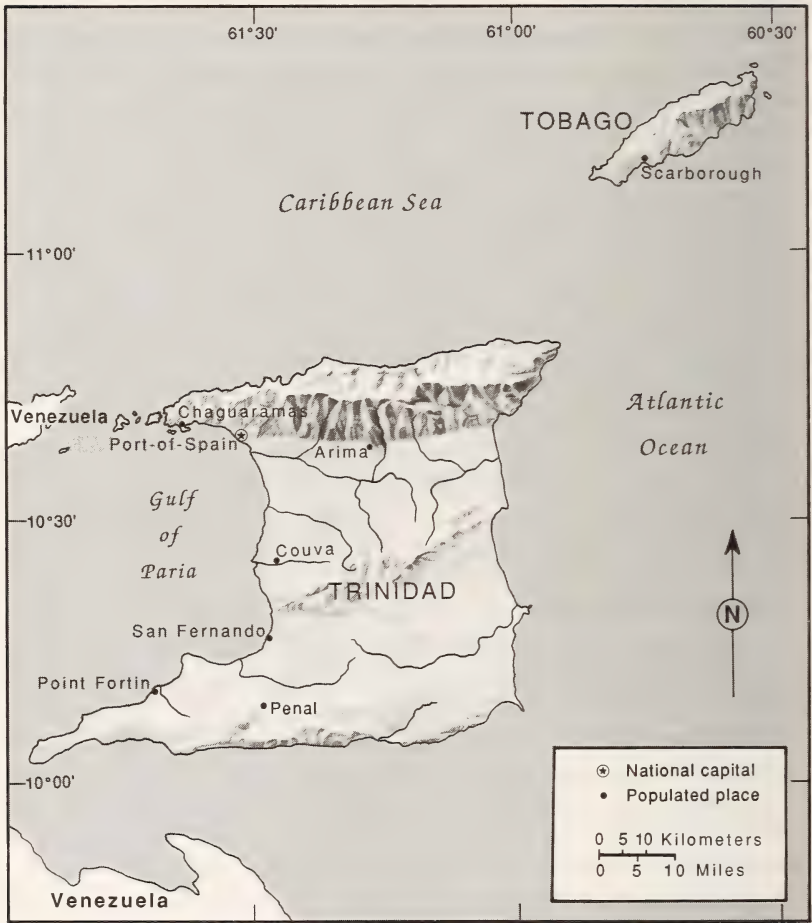 61°30' 61°00' 60°30'
TOBAGO
Scarborough
Caribbean Sea
11°00'
Venezuela
Chaguaramas
Port-of-Spain
Arima
Atlantic
Ocean
Gulf
of
Paria
10°30'
Couva
TRINIDAD
N
San Fernando
Point Fortin
Penal
10°00'
National capital
Populated place
0 5 10 Kilometers
0 5 10 Miles
Venezuela